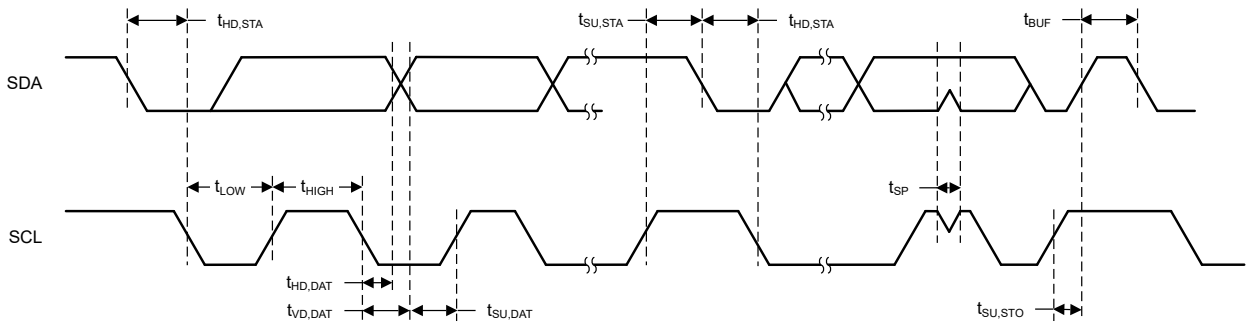 tHD,STA
tSU,STA
tHD,STA
tBUF
SDA
tLOW
tHIGH
tSP
SCL
tHD,DAT
tVD,DAT
tSU,DAT
tSU,STO